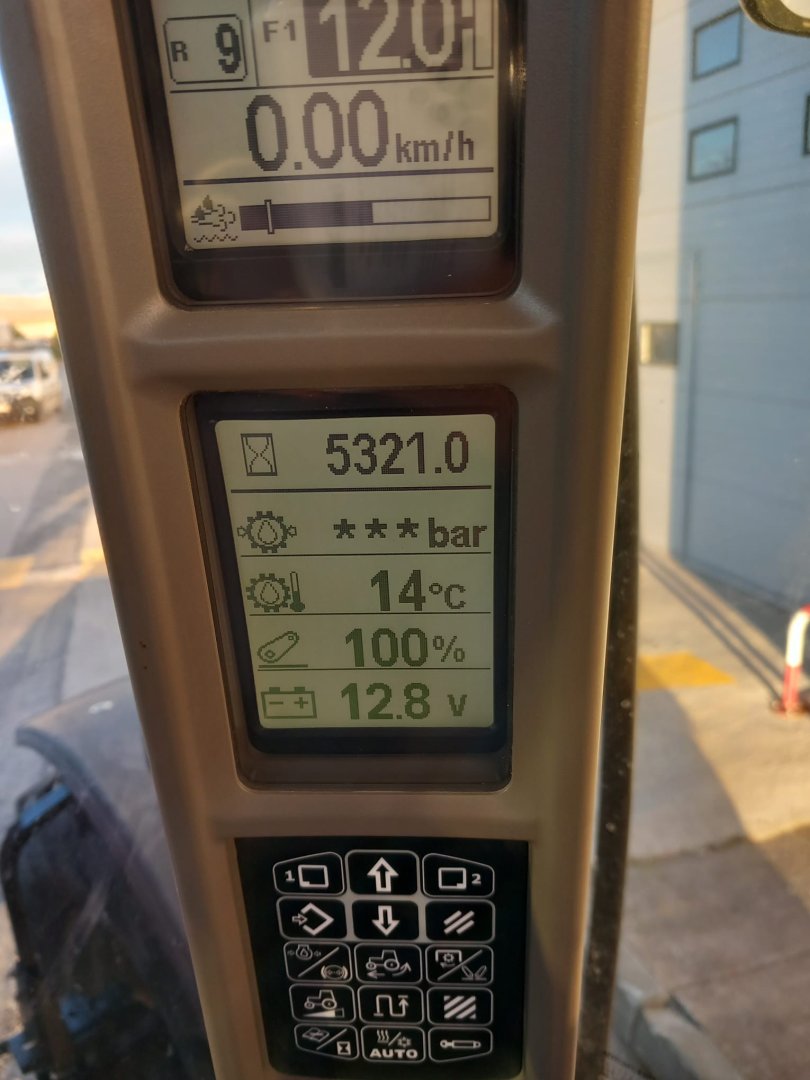 R 9 F1 12.0
0.00 km/h
5321.0
***bar
14°C
100%
- + 12.8 V
1 2
AUTO